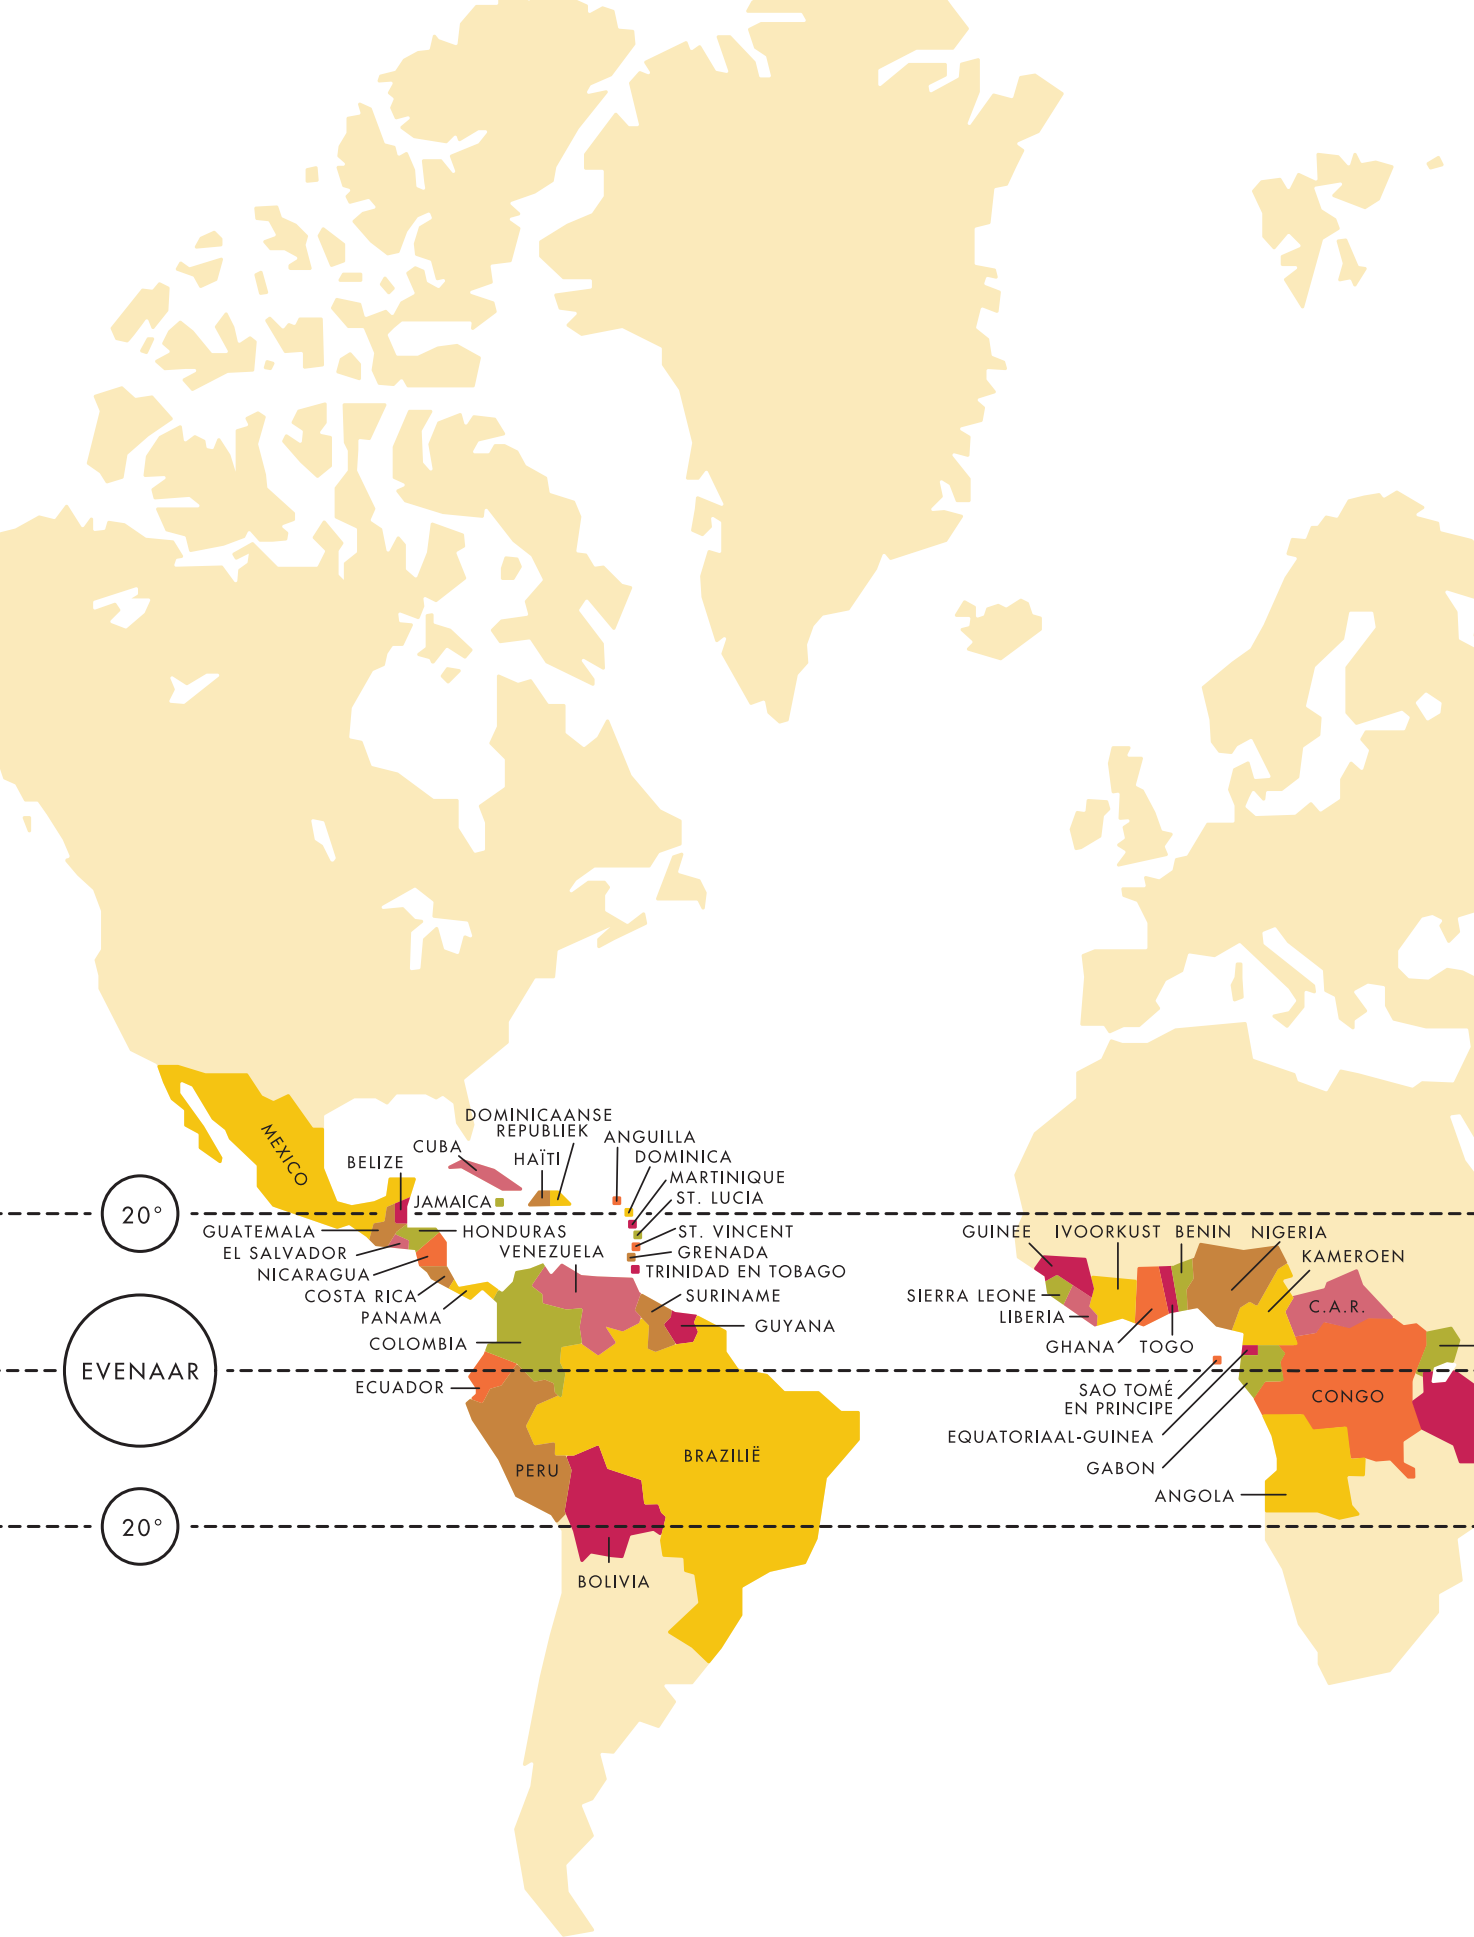 DOMINICAANSE
REPUBLIEK
ANGUILLA
CUBA
DOMINICA
HAÏTI
BELIZE
MEXICO
MARTINIQUE
JAMAICA
ST. LUCIA
20°
GUATEMALA
HONDURAS
ST. VINCENT
EL SALVADOR
VENEZUELA
GRENADA
NICARAGUA
TRINIDAD EN TOBAGO
COSTA RICA
SURINAME
PANAMA
GUYANA
COLOMBIA
EVENAAR
ECUADOR
BRAZILIË
PERU
20°
BOLIVIA
GUINEE
IVOORKUST
BENIN
NIGERIA
KAMEROEN
SIERRA LEONE
LIBERIA
C.A.R.
GHANA
TOGO
SAO TOMÉ
EN PRINCIPE
CONGO
EQUATORIAAL-GUINEA
GABON
ANGOLA